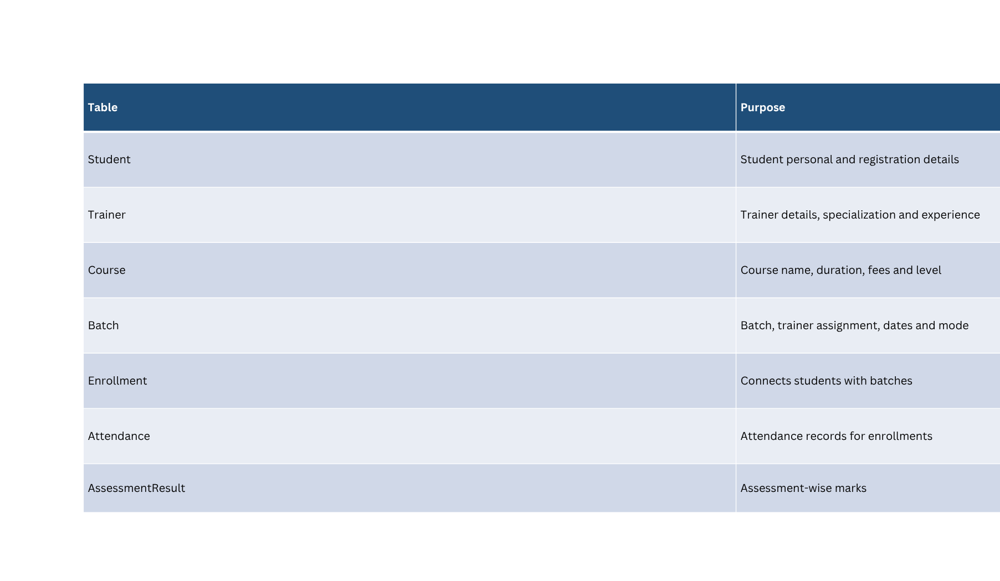 Table Purpose
Student Student personal and registration details
Trainer Trainer details, specialization and experience
Course Course name, duration, fees and level
Batch Batch, trainer assignment, dates and mode
Enrollment Connects students with batches
Attendance Attendance records for enrollments
AssessmentResult Assessment-wise marks